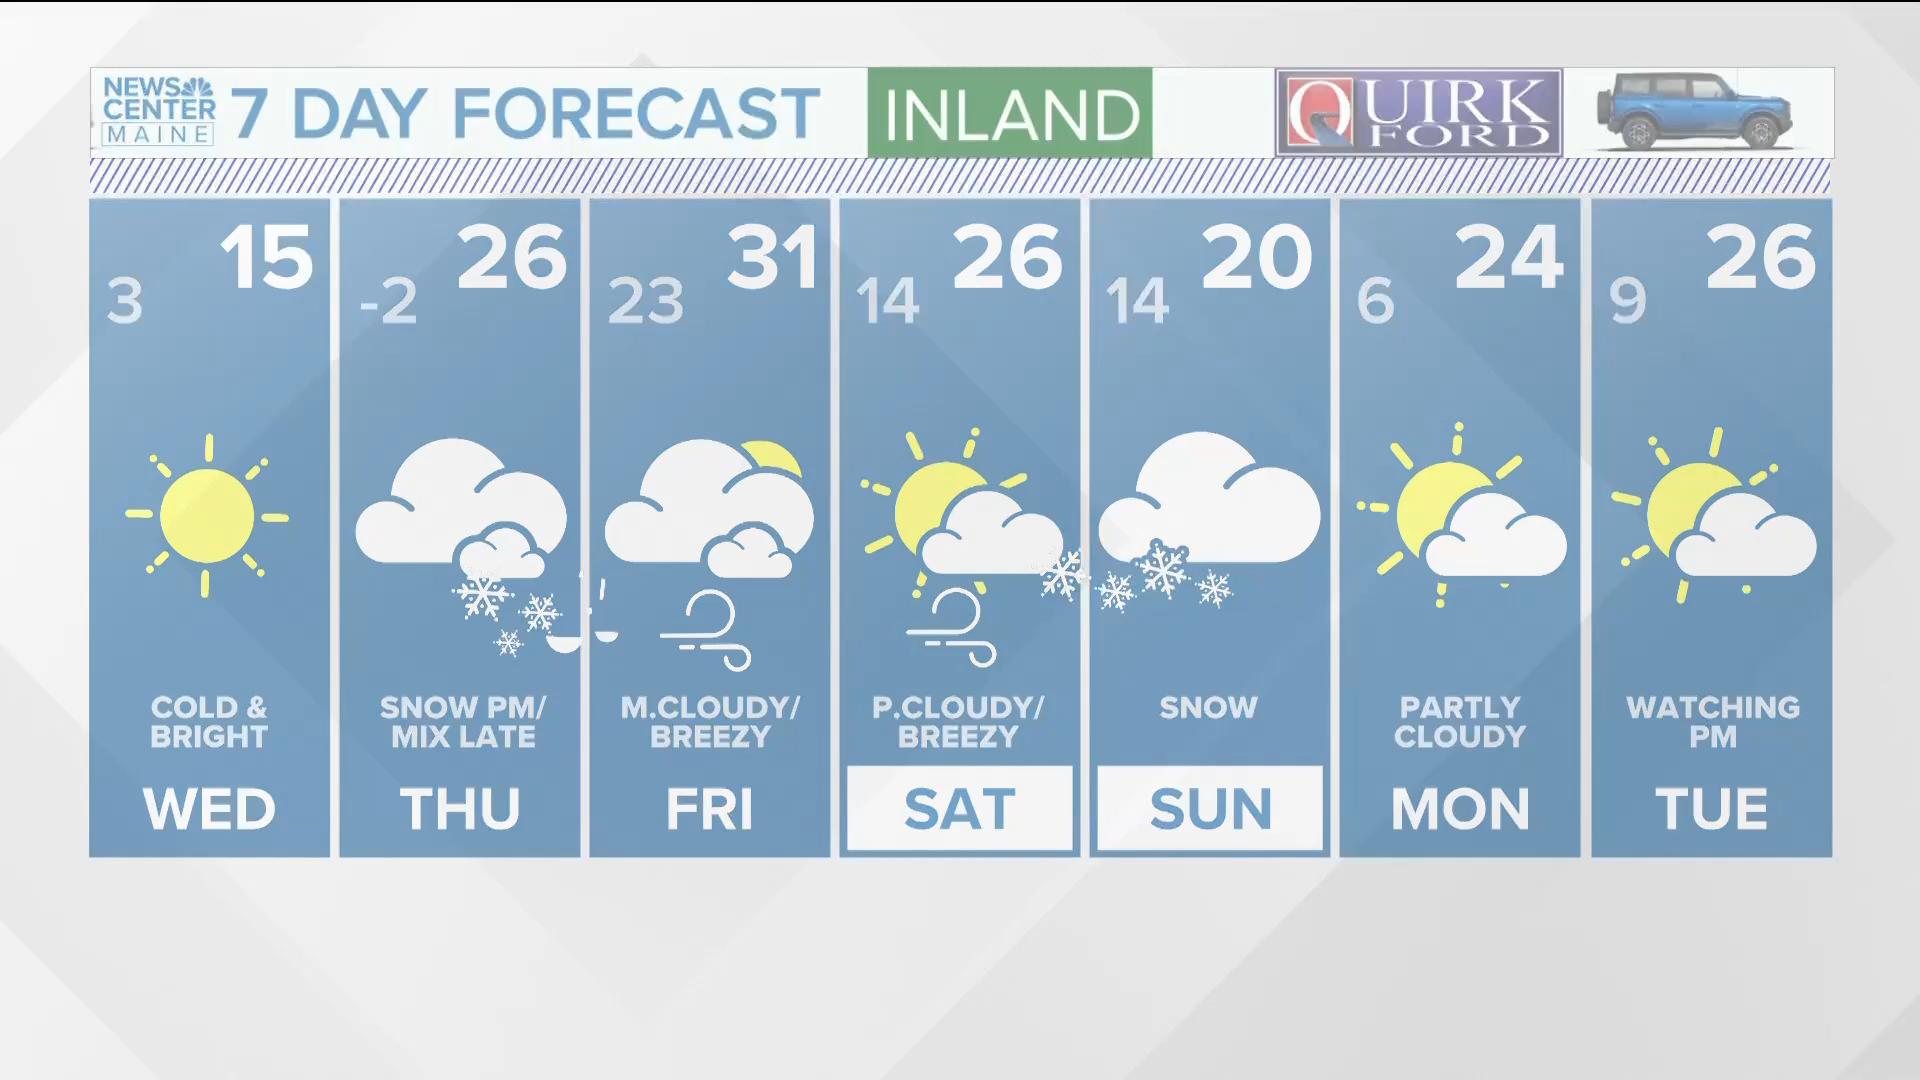 NEWS
CENTER
MAINE
7 DAY FORECAST
INLAND
QUIRK
FORD
3 15
-2 26
23 31
14 26
14 20
6 24
9 26
COLD &
BRIGHT
SNOW PM/
MIX LATE
M.CLOUDY/
BREEZY
P.CLOUDY/
BREEZY
SNOW
PARTLY
CLOUDY
WATCHING
PM
WED
THU
FRI
SAT
SUN
MON
TUE